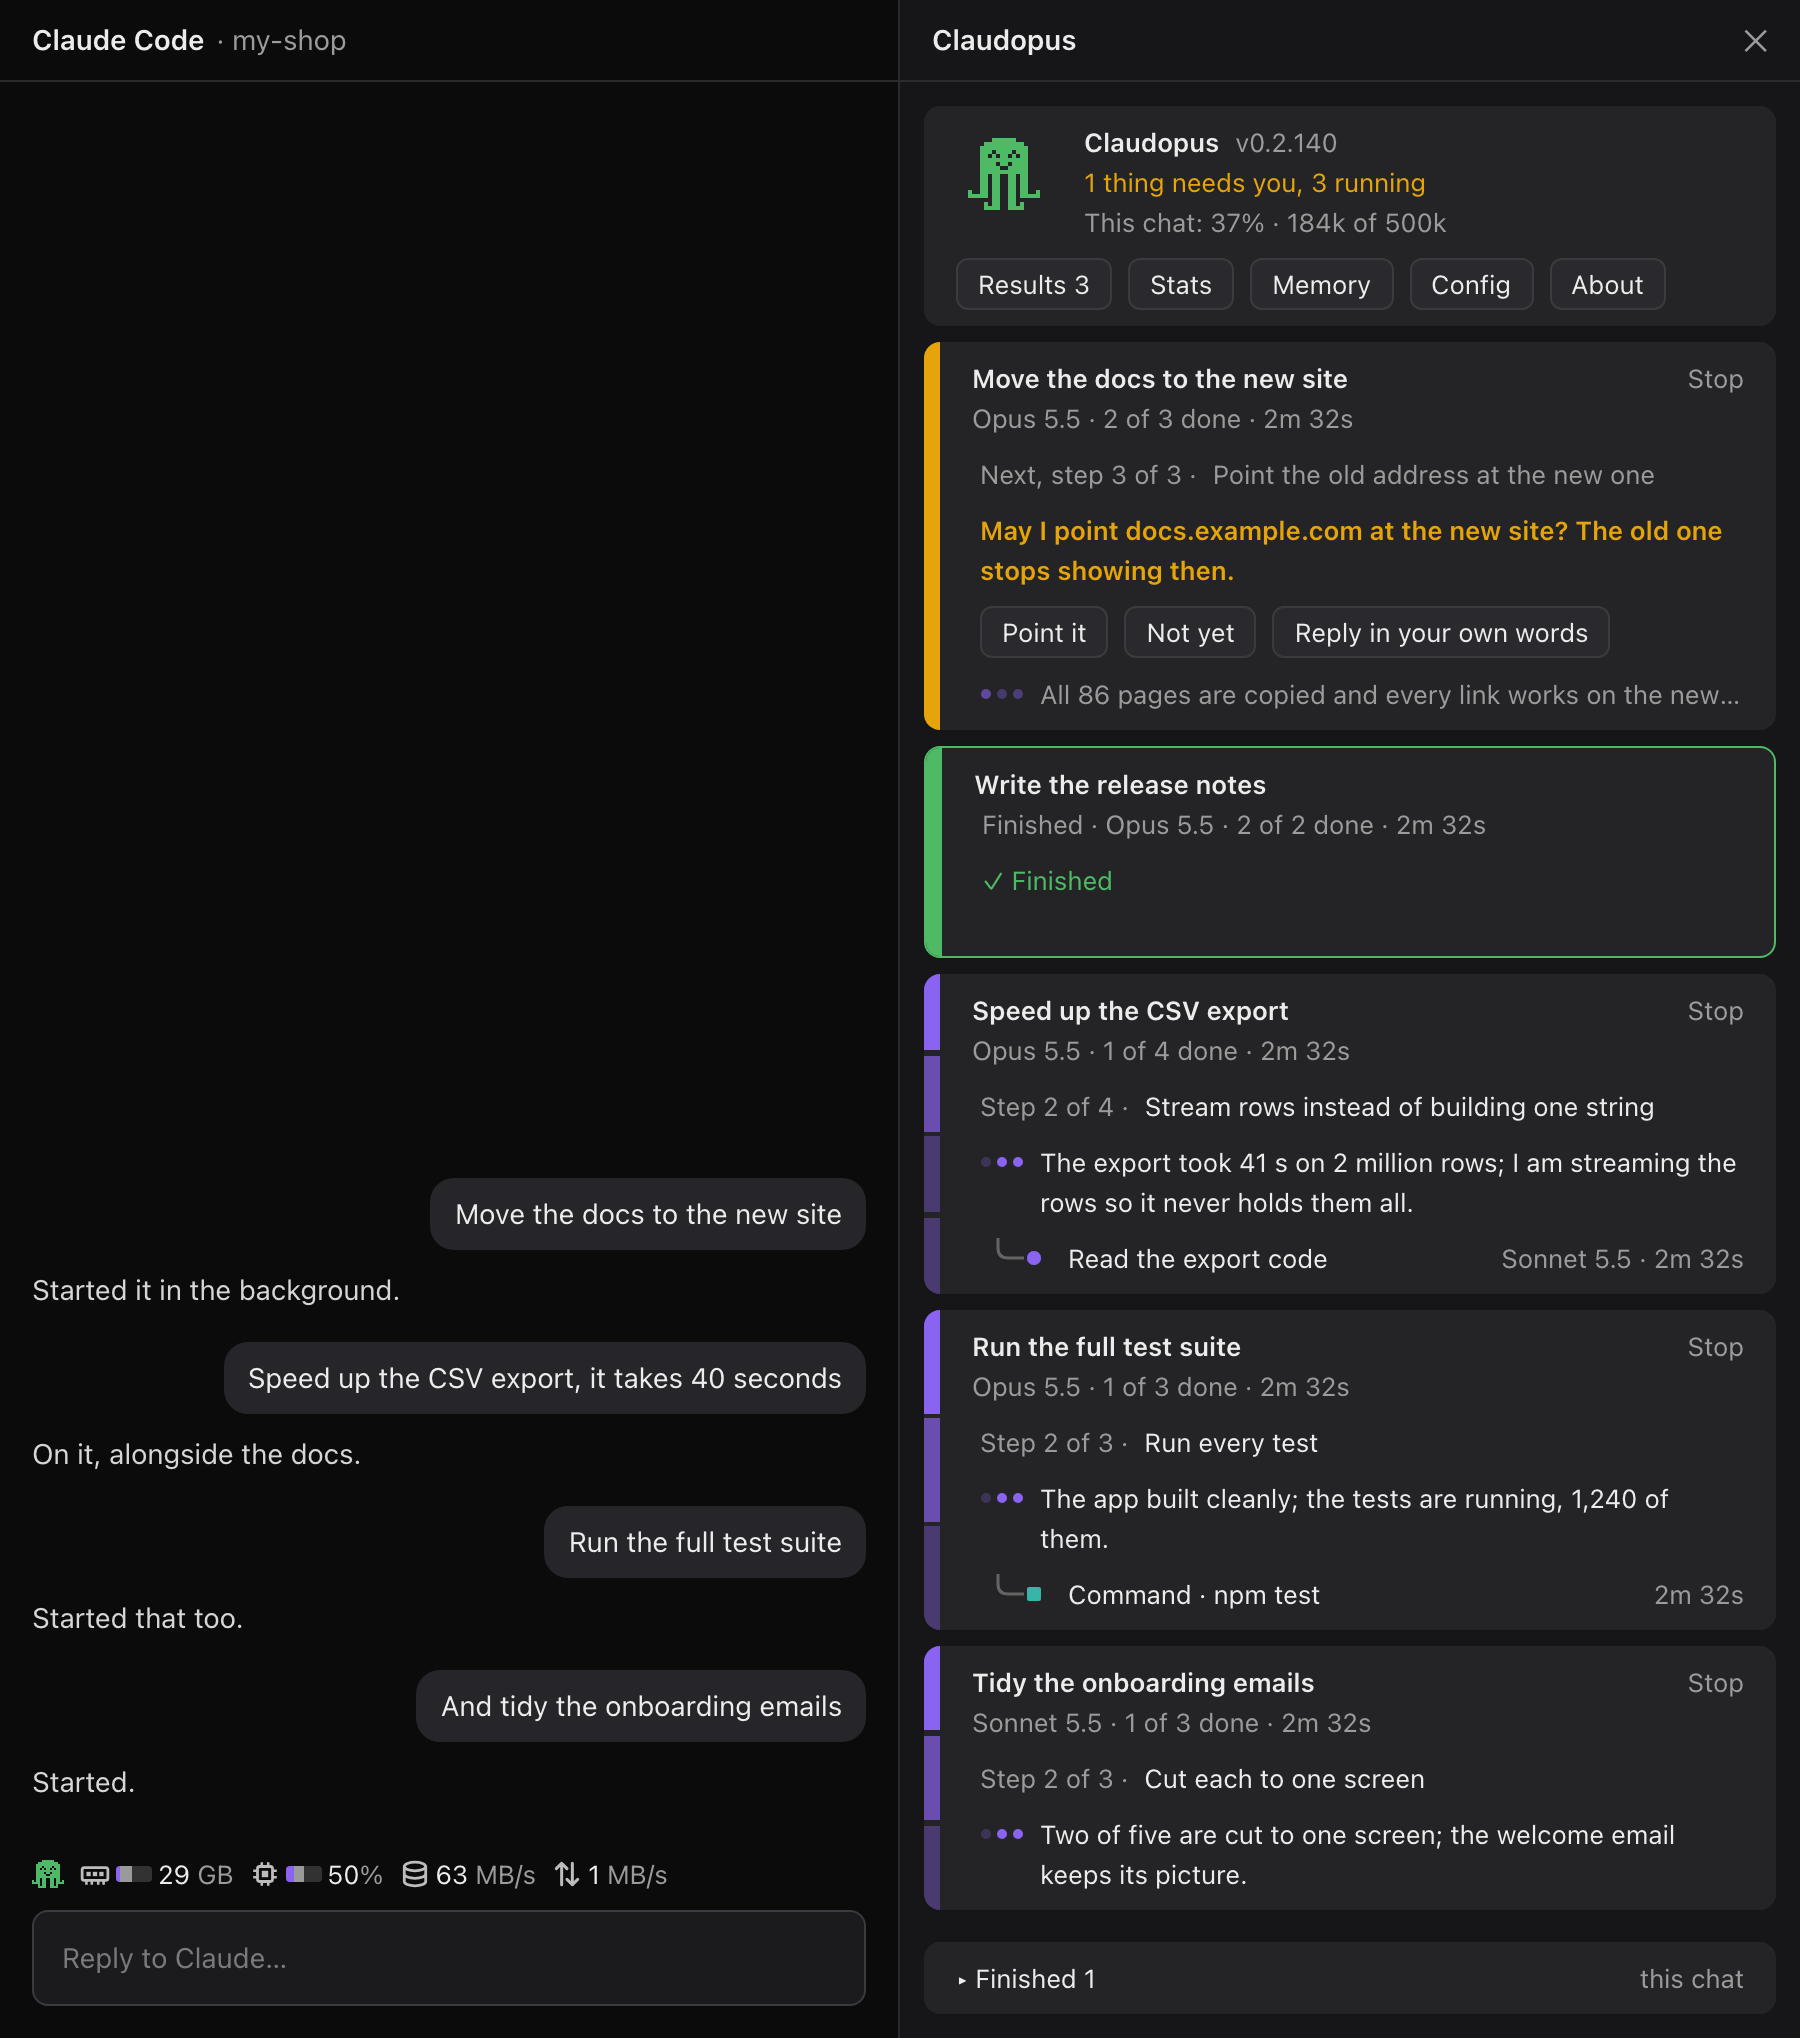 Claude Code · my-shop
Move the docs to the new site
Started it in the background.
Speed up the CSV export, it takes 40 seconds
On it, alongside the docs.
Run the full test suite
Started that too.
And tidy the onboarding emails
Started.
29 GB 50% 63 MB/s 1 MB/s
Reply to Claude...
Claudopus
Claudopus v0.2.140
1 thing needs you, 3 running
This chat: 37% · 184k of 500k
Results 3 Stats Memory Config About
Move the docs to the new site Stop
Opus 5.5 · 2 of 3 done · 2m 32s
Next, step 3 of 3 · Point the old address at the new one
May I point docs.example.com at the new site? The old one
stops showing then.
Point it Not yet Reply in your own words
All 86 pages are copied and every link works on the new...
Write the release notes
Finished · Opus 5.5 · 2 of 2 done · 2m 32s
✓ Finished
Speed up the CSV export Stop
Opus 5.5 · 1 of 4 done · 2m 32s
Step 2 of 4 · Stream rows instead of building one string
The export took 41 s on 2 million rows; I am streaming the
rows so it never holds them all.
Read the export code Sonnet 5.5 · 2m 32s
Run the full test suite Stop
Opus 5.5 · 1 of 3 done · 2m 32s
Step 2 of 3 · Run every test
The app built cleanly; the tests are running, 1,240 of
them.
Command · npm test 2m 32s
Tidy the onboarding emails Stop
Sonnet 5.5 · 1 of 3 done · 2m 32s
Step 2 of 3 · Cut each to one screen
Two of five are cut to one screen; the welcome email
keeps its picture.
▸ Finished 1 this chat